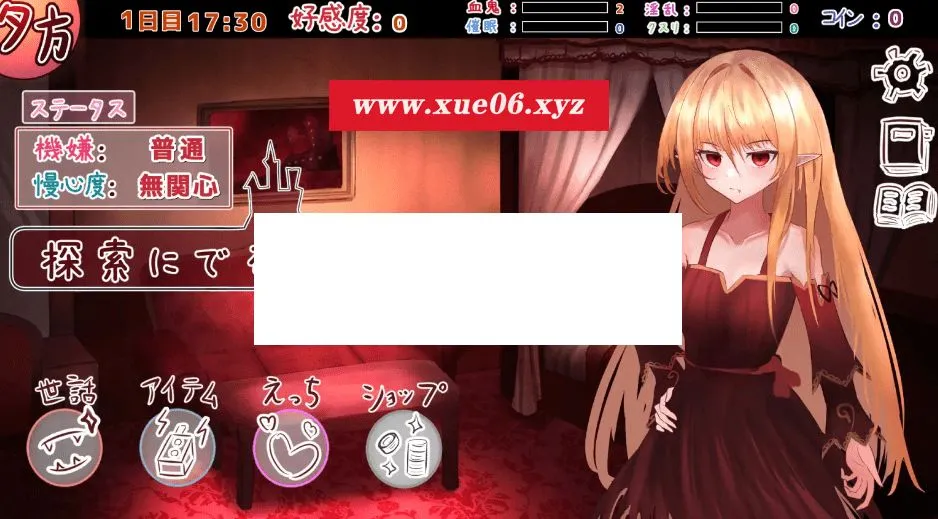 夕方
1日目 17:30
好感度: 0
血鬼: 2
淫乱: 0
催眠: 0
クスリ: 0
コイン: 0
www.xue06.xyz
ステータス
機嫌: 普通
慢心度: 無関心
探索にで
世話
アイテム
えっち
ショップ